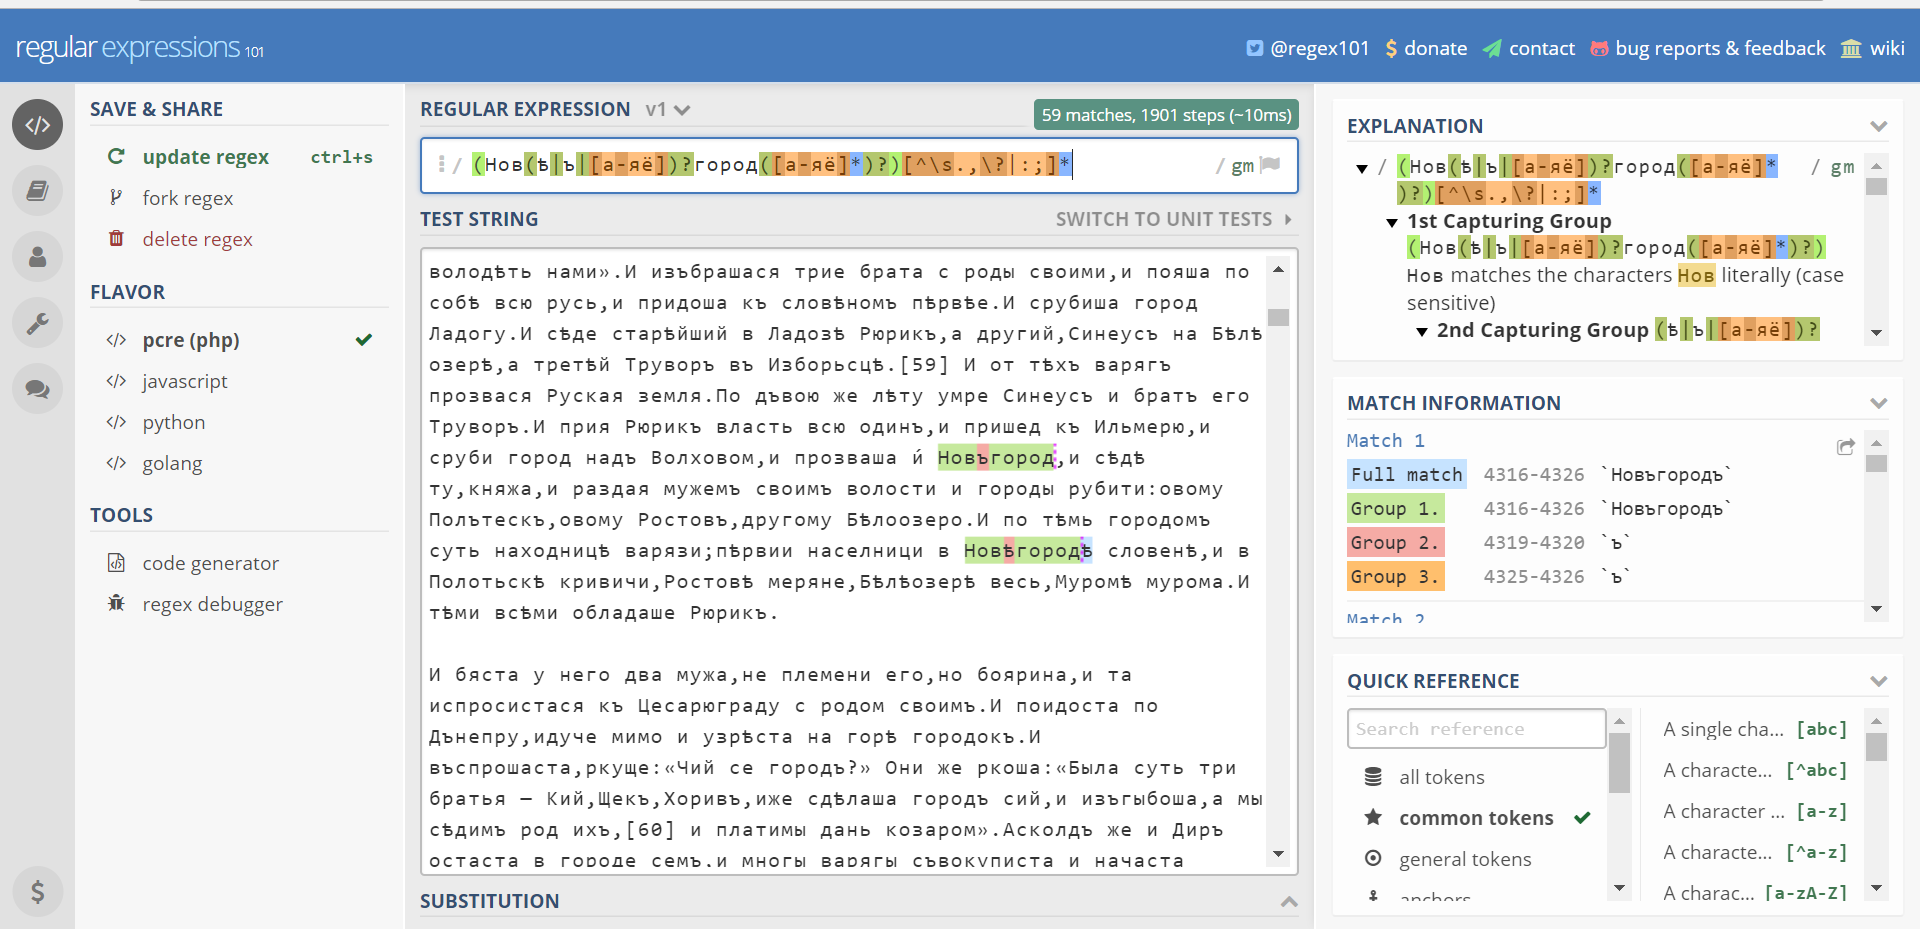 regular expressions 101
@regex101 $ donate contact bug reports & feedback wiki
SAVE & SHARE
update regex ctrl+s
fork regex
delete regex
FLAVOR
</> pcre (php)
</> javascript
</> python
</> golang
TOOLS
code generator
regex debugger
REGULAR EXPRESSION v1
59 matches, 1901 steps (~10ms)
/ (Нов(ѣ|ъ|[а-яё])?город([а-яё]*)?)[^\s.,\?|:;]* / gm
TEST STRING
SWITCH TO UNIT TESTS
володѣть нами».И изъбрашася трие брата с роды своими,и пояша по
собѣ всю русь,и придоша къ словѣномъ пѣрвѣе.И срубиша город
Ладогу.И сѣде старѣйший в Ладозѣ Рюрикъ,а другий,Синеусъ на Бѣлѣ
озерѣ,а третѣй Труворъ въ Изборьсцѣ.[59] И от тѣхъ варягъ
прозвася Руская земля.По дъвою же лѣту умре Синеусъ и братъ его
Труворъ.И прия Рюрикъ власть всю одинъ,и пришед къ Ильмерю,и
сруби город надъ Волховом,и прозваша и́ Новъгород,и сѣдѣ
ту,княжа,и раздая мужемъ своимъ волости и городы рубити:овому
Полътескъ,овому Ростовъ,другому Бѣлоозеро.И по тѣмь городомъ
суть находницѣ варязи;пѣрвии населници в Новѣгородѣ словенѣ,и в
Полотьскѣ кривичи,Ростовѣ меряне,Бѣлѣозерѣ весь,Муромѣ мурома.И
тѣми всѣми обладаше Рюрикъ.
И бяста у него два мужа,не племени его,но боярина,и та
испросистася къ Цесарюграду с родом своимъ.И поидоста по
Дънепру,идуче мимо и узрѣста на горѣ городокъ.И
въспрошаста,ркуще:«Чий се городъ?» Они же ркоша:«Была суть три
братья — Кий,Щекъ,Хоривъ,иже сдѣлаша городъ сий,и изъгыбоша,а мы
сѣдимъ род ихъ,[60] и платимы дань козаром».Асколдъ же и Диръ
остаста в городе семъ,и многы варягы съвокуписта и начаста
SUBSTITUTION
EXPLANATION
/ (Нов(ѣ|ъ|[а-яё])?город([а-яё]* / gm
)?)[^\s.,\?|:;]*
1st Capturing Group
(Нов(ѣ|ъ|[а-яё])?город([а-яё]*)?)
Нов matches the characters Нов literally (case
sensitive)
2nd Capturing Group (ѣ|ъ|[а-яё])?
MATCH INFORMATION
Match 1
Full match 4316-4326 `Новъгородъ`
Group 1. 4316-4326 `Новъгородъ`
Group 2. 4319-4320 `ъ`
Group 3. 4325-4326 `ъ`
Match 2
QUICK REFERENCE
Search reference
all tokens
common tokens
general tokens
anchors
A single cha... [abc]
A characte... [^abc]
A character ... [a-z]
A characte... [^a-z]
A charac... [a-zA-Z]
$